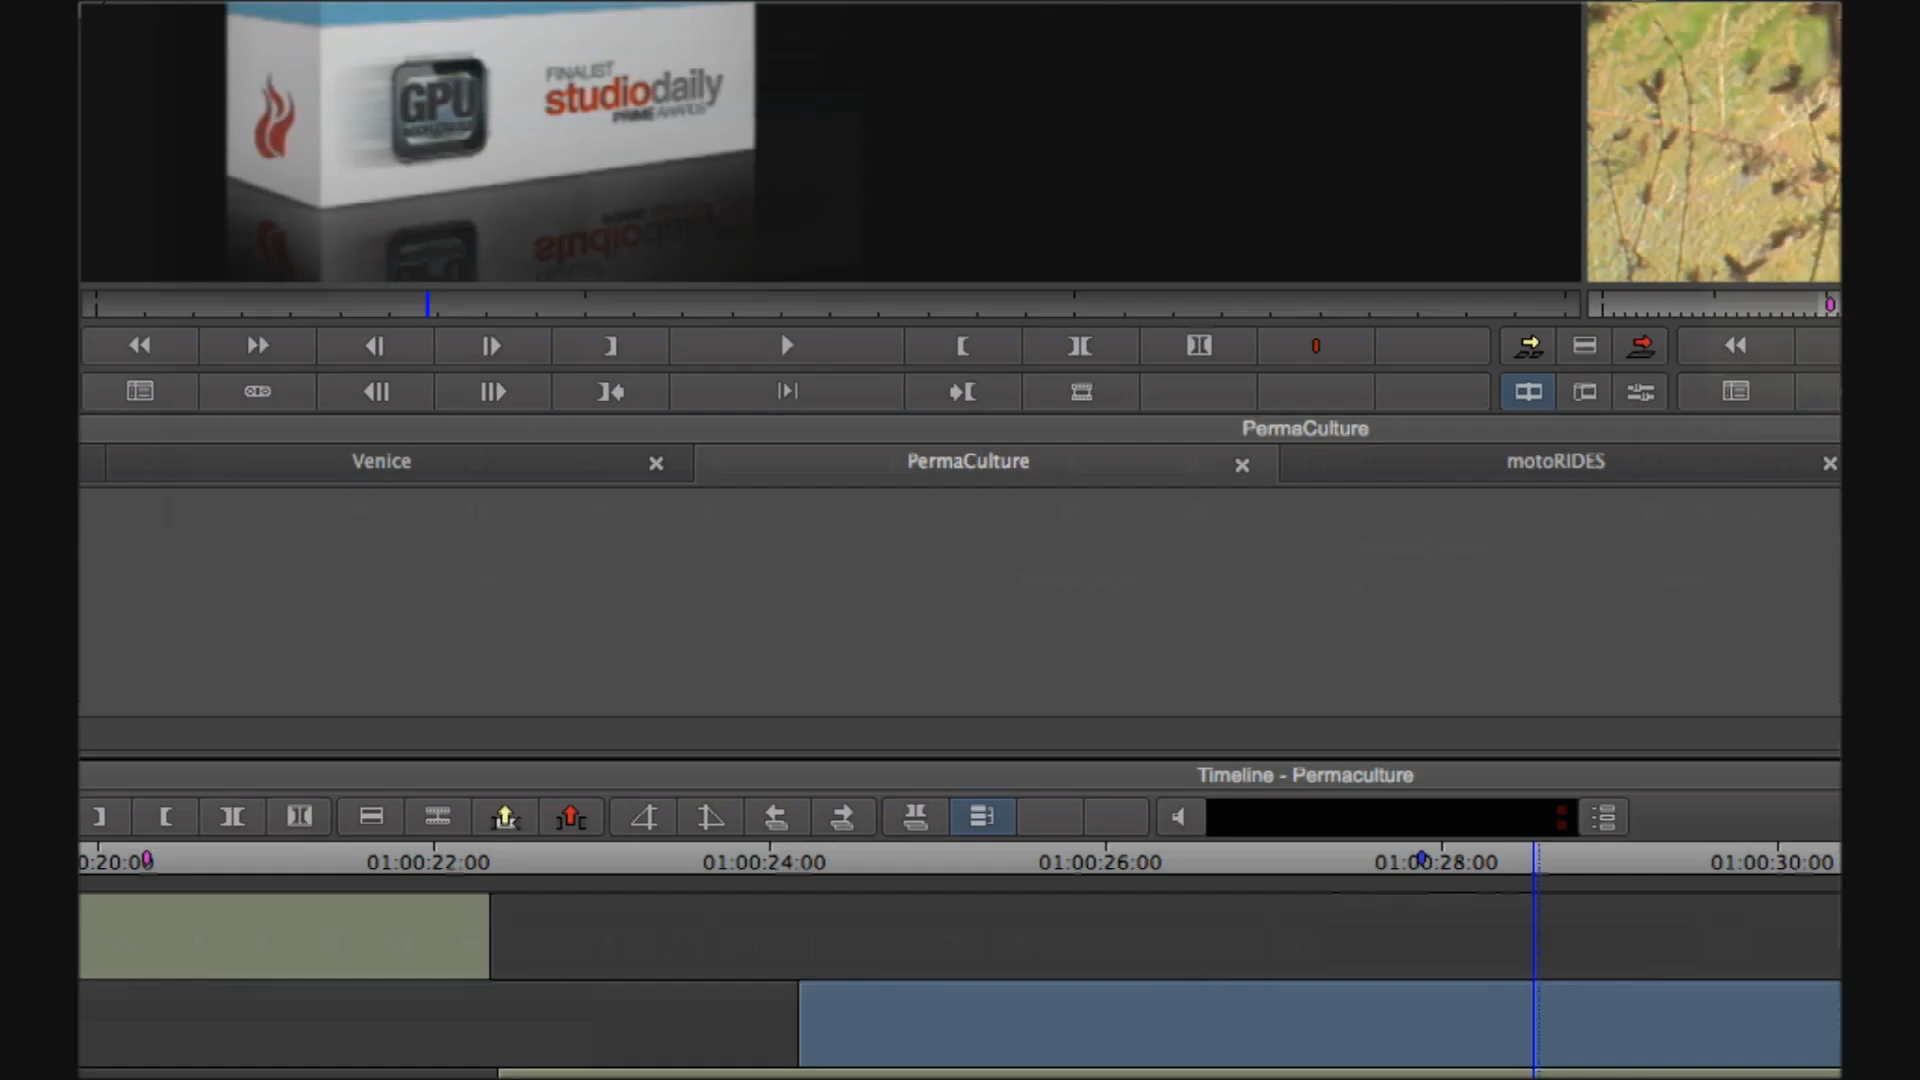 GPU
FINALIST
studiodaily
PRIME AWARDS
PermaCulture
Venice
PermaCulture
motoRIDES
Timeline - Permaculture
0:20:00
01:00:22:00
01:00:24:00
01:00:26:00
01:00:28:00
01:00:30:00